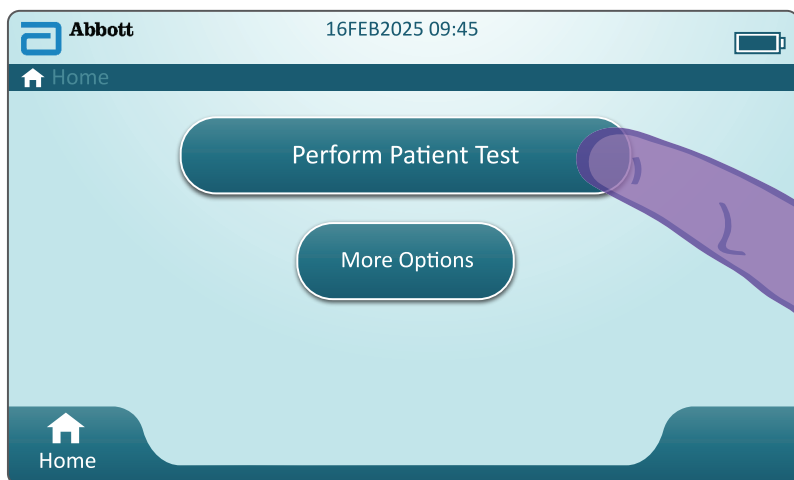 Abbott
16FEB2025 09:45
Home
Perform Patient Test
More Options
Home